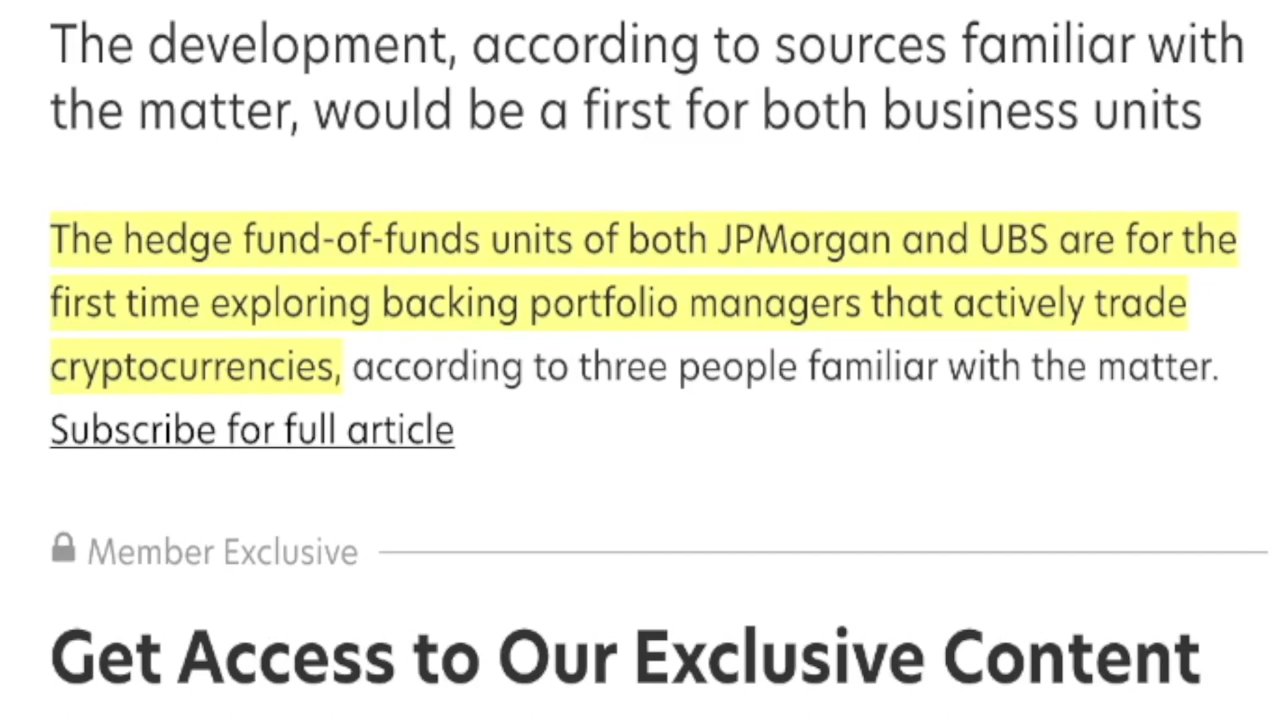 The development, according to sources familiar with
the matter, would be a first for both business units
The hedge fund-of-funds units of both JPMorgan and UBS are for the
first time exploring backing portfolio managers that actively trade
cryptocurrencies, according to three people familiar with the matter.
Subscribe for full article
Member Exclusive
Get Access to Our Exclusive Content